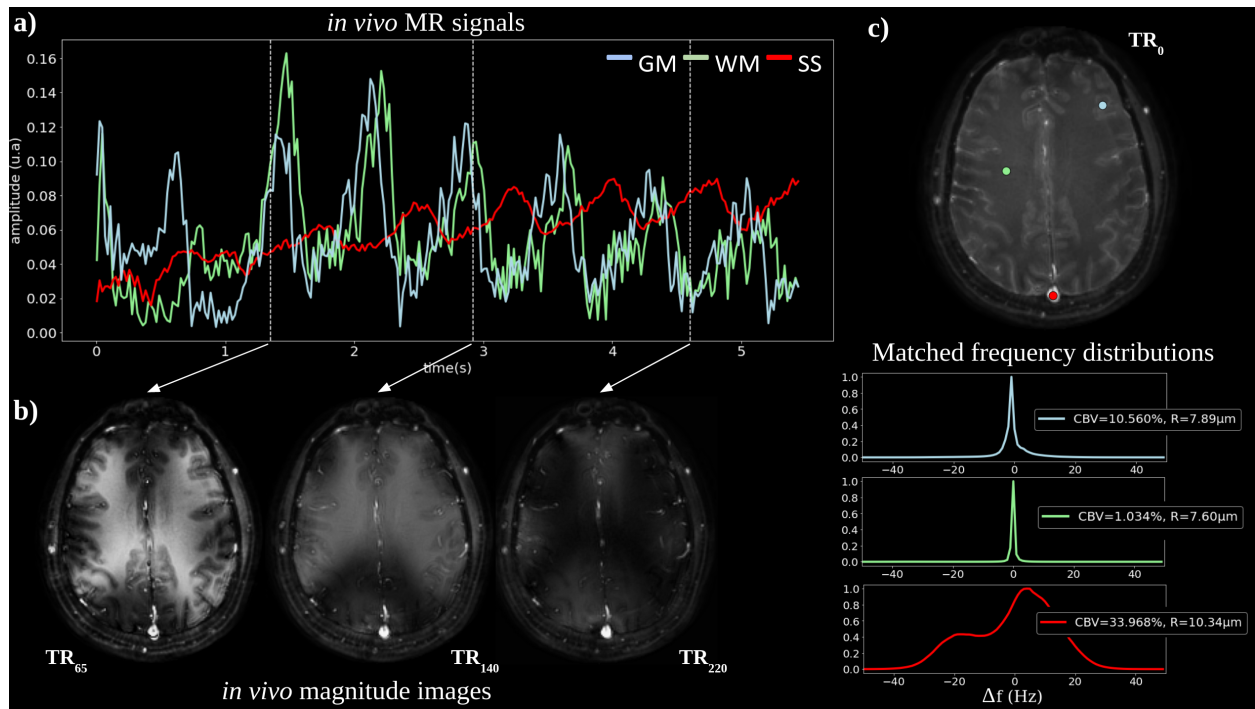 a)
in vivo MR signals
GM WM SS
amplitude (u.a)
0.16
0.14
0.12
0.10
0.08
0.06
0.04
0.02
0.00
0 1 2 3 4 5
time(s)
b)
TR65
TR140
TR220
in vivo magnitude images
c)
TR0
Matched frequency distributions
1.0
0.8
0.6
0.4
0.2
0.0
CBV=10.560%, R=7.89μm
−40 −20 0 20 40
1.0
0.8
0.6
0.4
0.2
0.0
CBV=1.034%, R=7.60μm
−40 −20 0 20 40
1.0
0.8
0.6
0.4
0.2
0.0
CBV=33.968%, R=10.34μm
−40 −20 0 20 40
Δf (Hz)